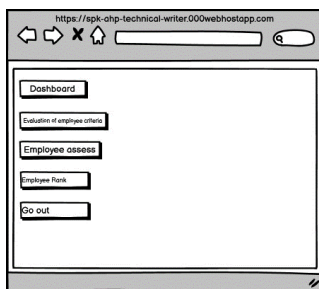 https://spk-ahp-technical-writer.000webhostapp.com
Dashboard
Evaluation of employee criteria
Employee assess
Employee Rank
Go out